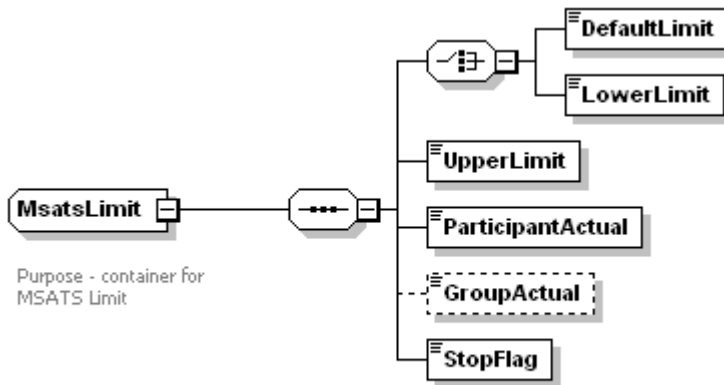 DefaultLimit
LowerLimit
UpperLimit
MsatsLimit
ParticipantActual
Purpose - container for
MSATS Limit
GroupActual
StopFlag